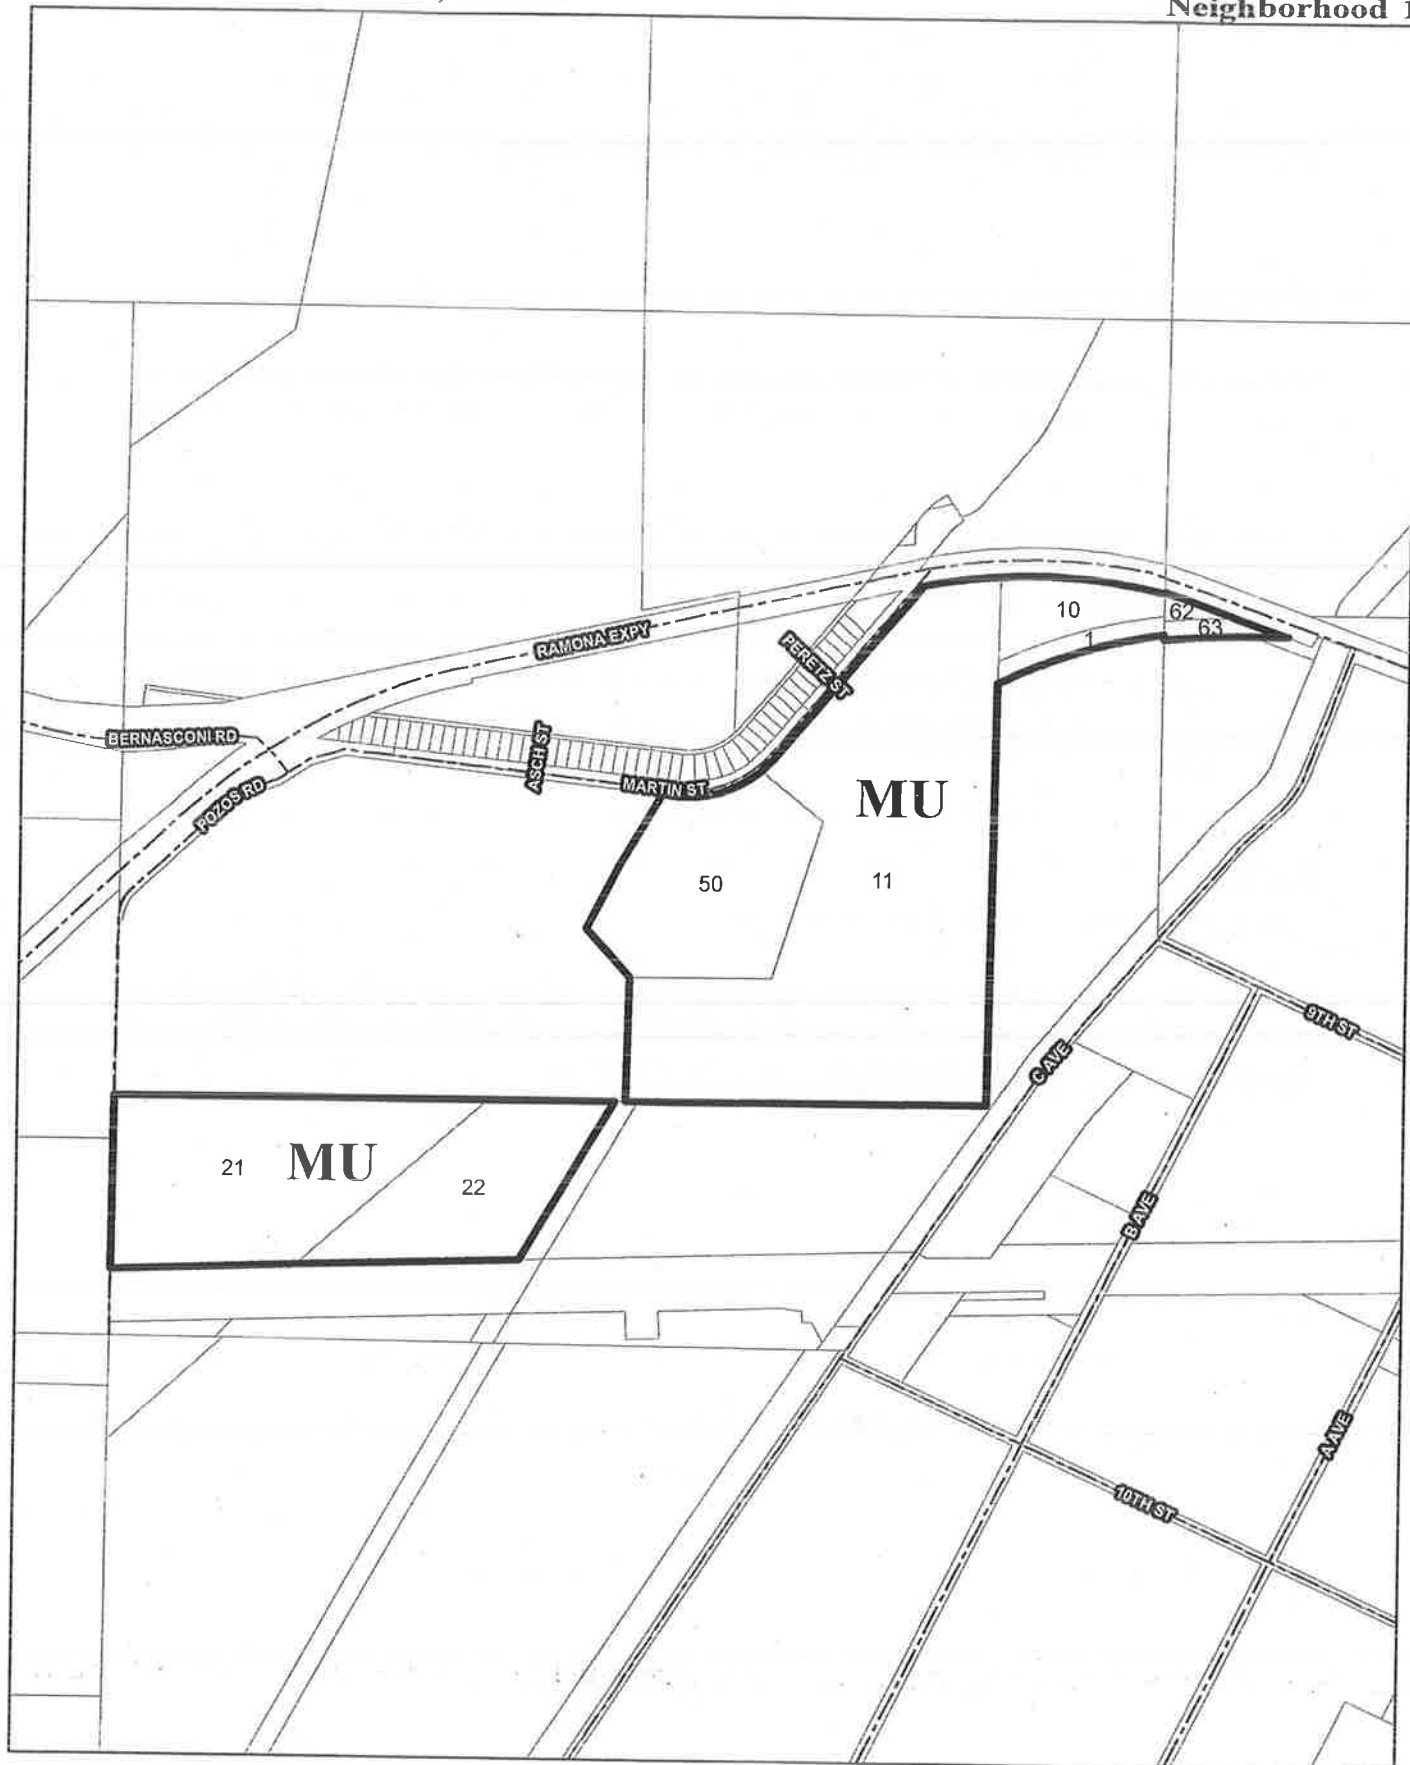 Neighborhood 1
10
62
63
1
RAMONA EXPY
PERETZ ST
BERNASCONI RD
ASCH ST
MARTIN ST
POZOS RD
MU
50
11
9TH ST
C AVE
21
MU
22
B AVE
A AVE
10TH ST